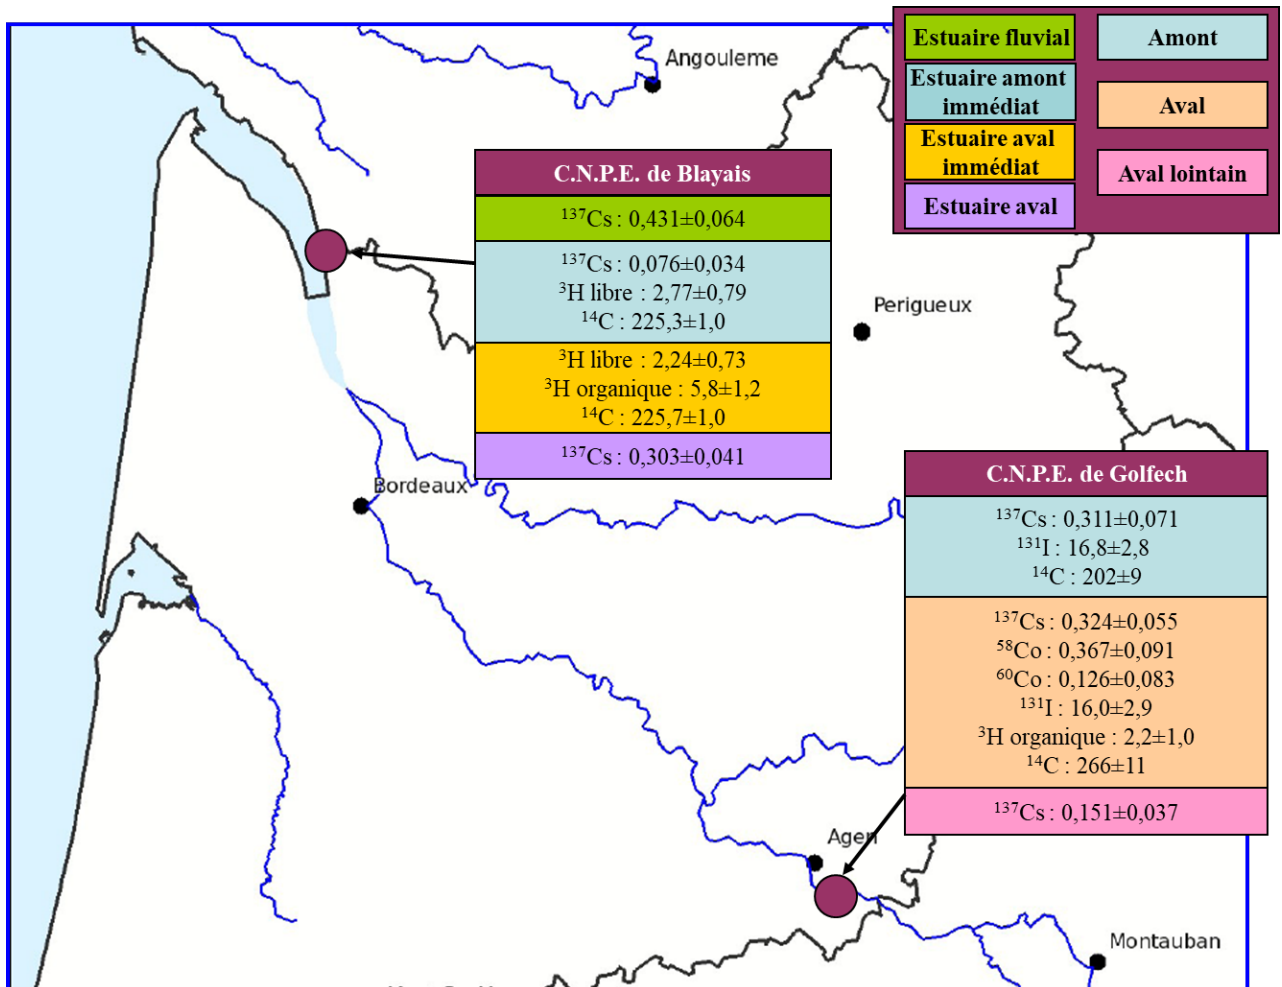 Estuaire fluvial
Amont
Estuaire amont
immédiat
Aval
Estuaire aval
immédiat
Aval lointain
Estuaire aval
Angouleme
C.N.P.E. de Blayais
¹³⁷Cs : 0,431±0,064
¹³⁷Cs : 0,076±0,034
³H libre : 2,77±0,79
¹⁴C : 225,3±1,0
³H libre : 2,24±0,73
³H organique : 5,8±1,2
¹⁴C : 225,7±1,0
¹³⁷Cs : 0,303±0,041
Perigueux
Bordeaux
C.N.P.E. de Golfech
¹³⁷Cs : 0,311±0,071
¹³¹I : 16,8±2,8
¹⁴C : 202±9
¹³⁷Cs : 0,324±0,055
⁵⁸Co : 0,367±0,091
⁶⁰Co : 0,126±0,083
¹³¹I : 16,0±2,9
³H organique : 2,2±1,0
¹⁴C : 266±11
¹³⁷Cs : 0,151±0,037
Agen
Montauban